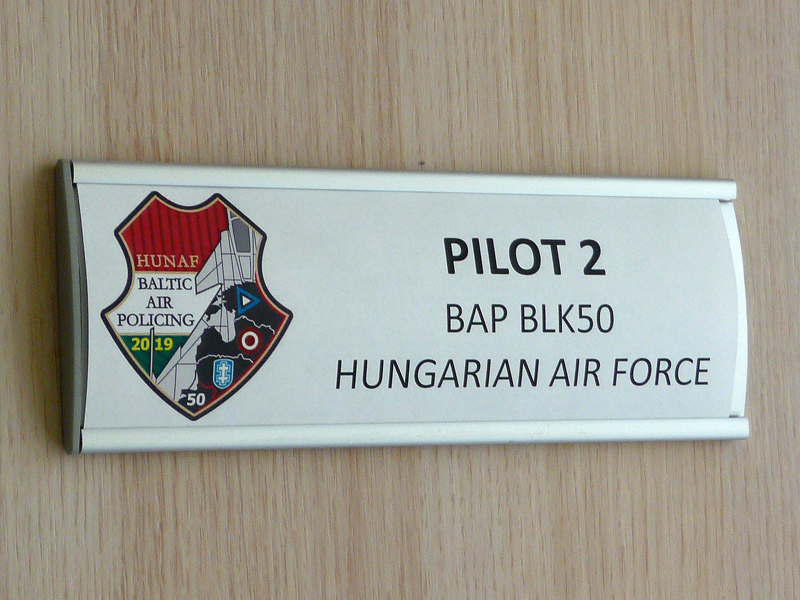 HUNAF
BALTIC
AIR
POLICING
2019
50
PILOT 2
BAP BLK50
HUNGARIAN AIR FORCE